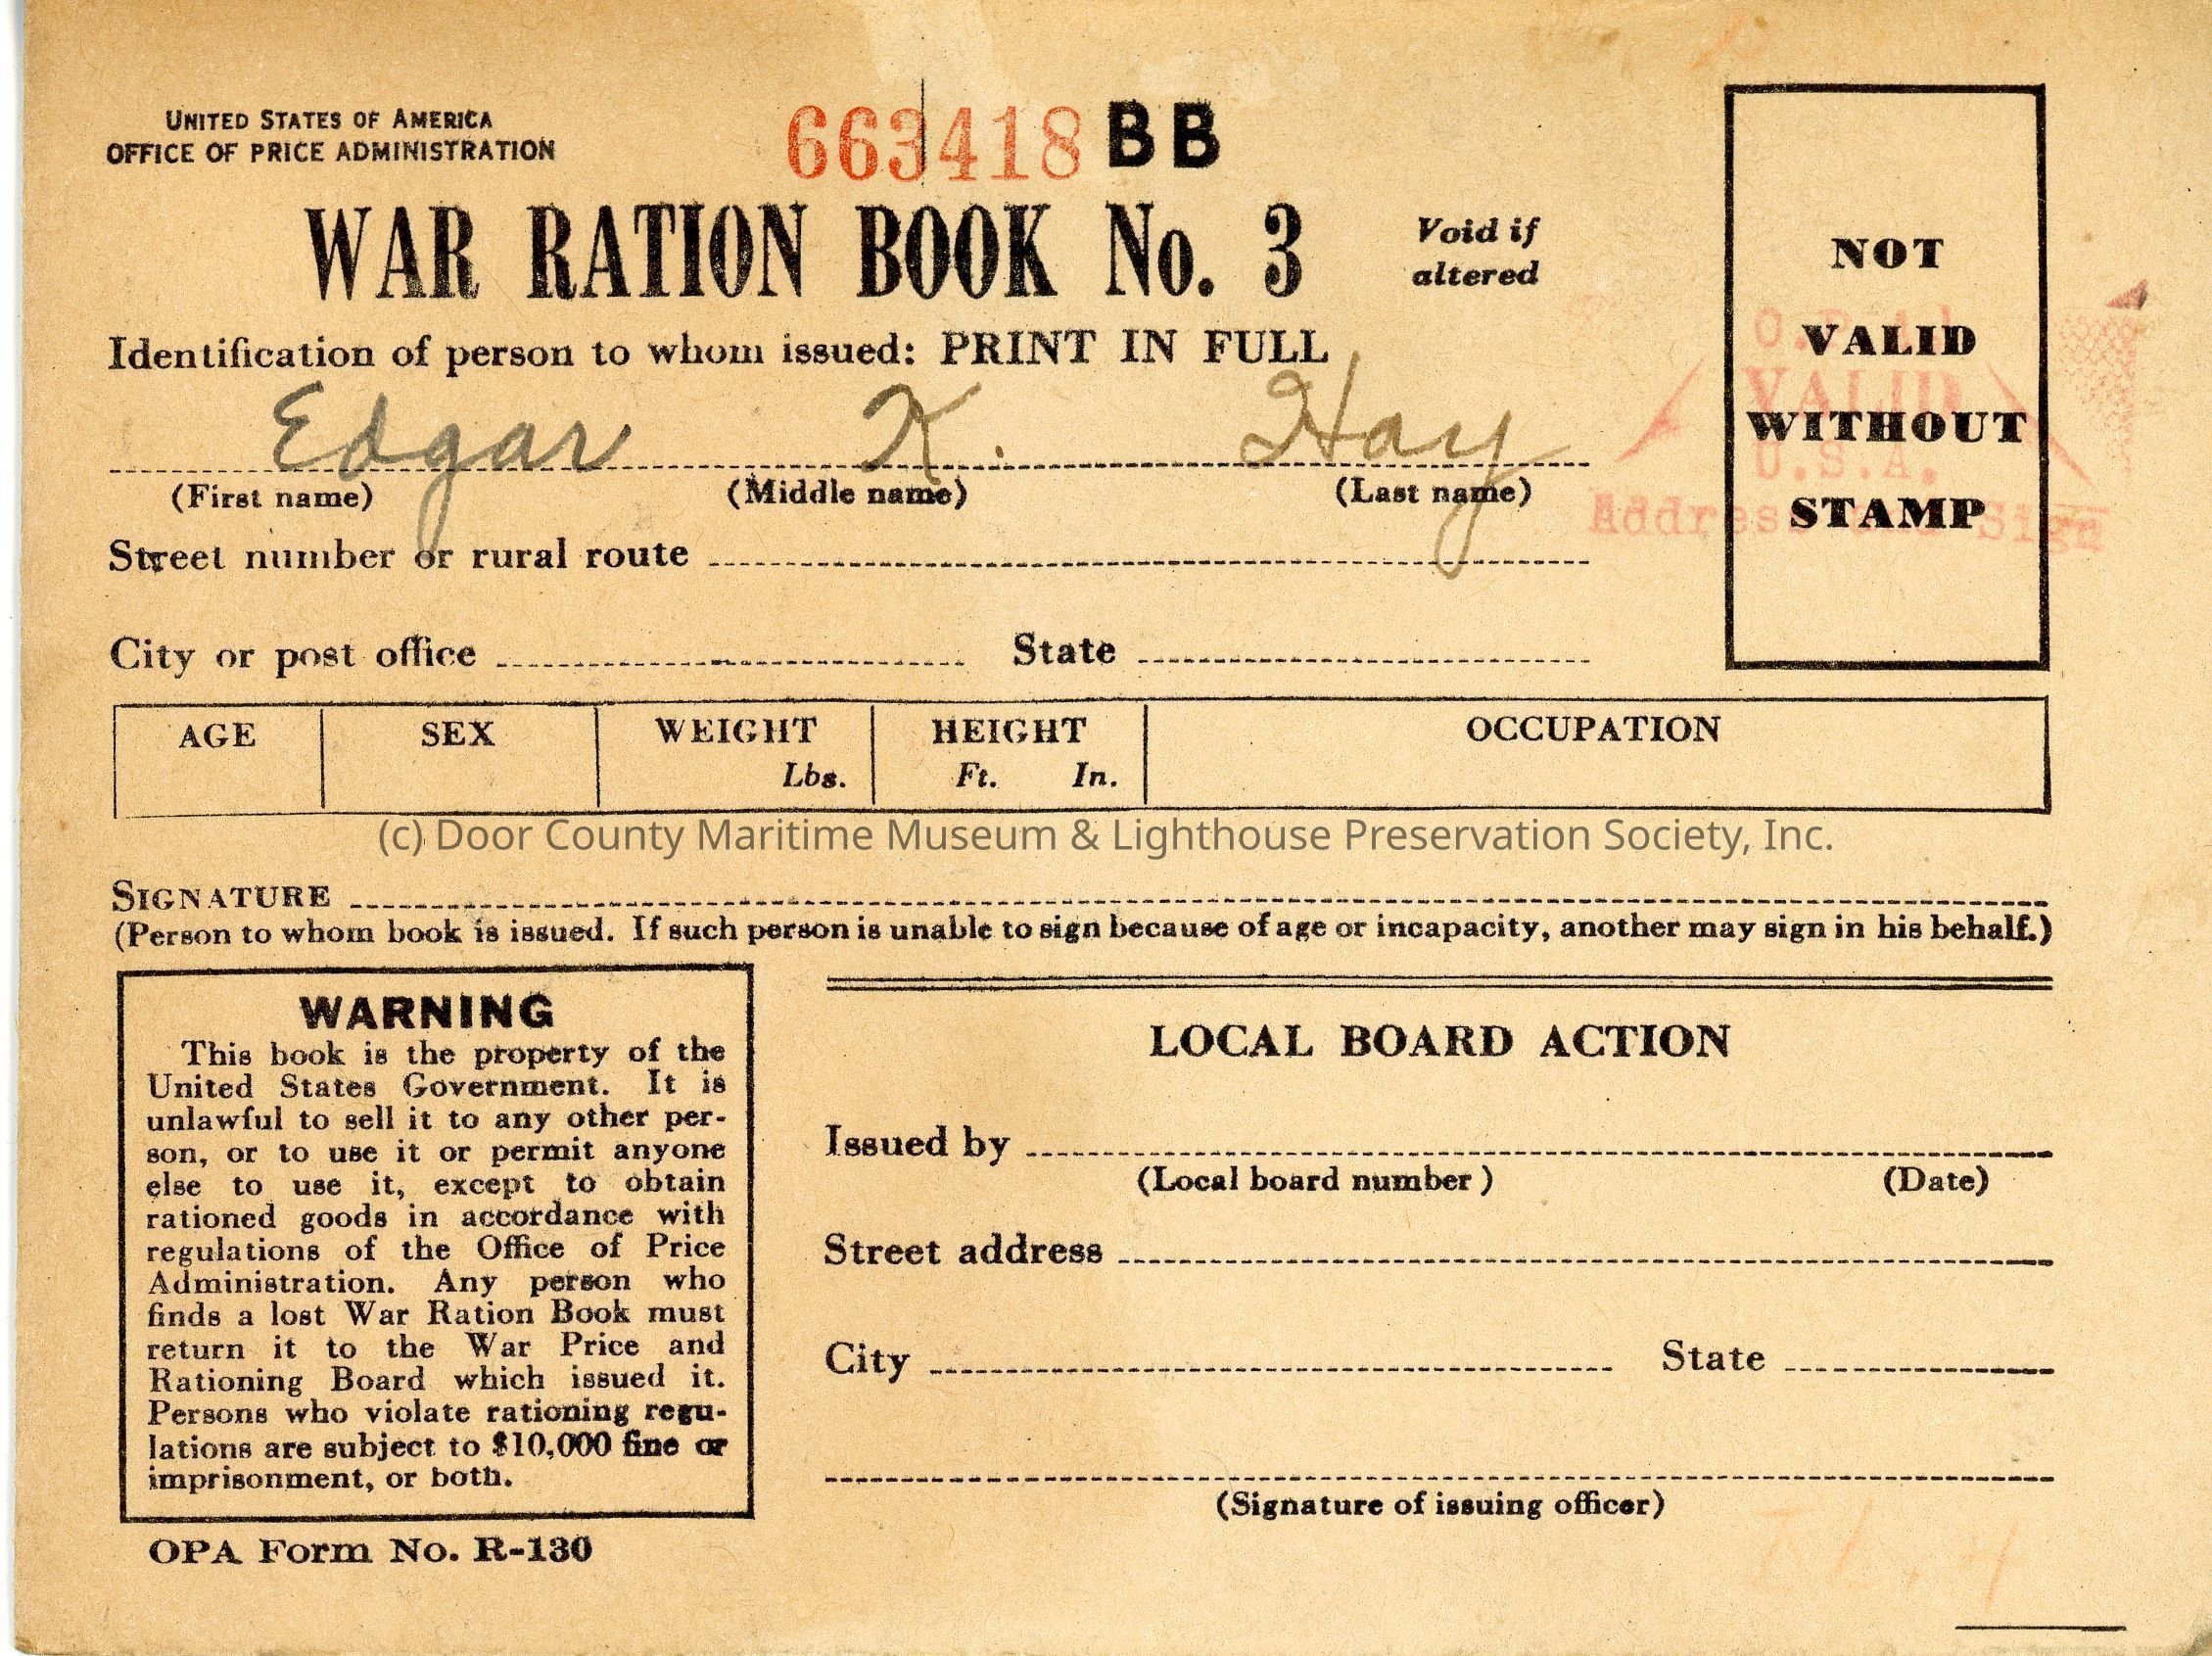 UNITED STATES OF AMERICA
OFFICE OF PRICE ADMINISTRATION
663418 BB
WAR RATION BOOK No. 3
Void if
altered
Identification of person to whom issued: PRINT IN FULL
Edgar K. Hay
(First name) (Middle name) (Last name)
Street number or rural route
City or post office State
NOT
VALID
WITHOUT
STAMP
VALID
U.S.A.
Address and Sign
AGE SEX WEIGHT HEIGHT OCCUPATION
Lbs. Ft. In.
(c) Door County Maritime Museum & Lighthouse Preservation Society, Inc.
SIGNATURE
(Person to whom book is issued. If such person is unable to sign because of age or incapacity, another may sign in his behalf.)
WARNING
This book is the property of the
United States Government. It is
unlawful to sell it to any other per-
son, or to use it or permit anyone
else to use it, except to obtain
rationed goods in accordance with
regulations of the Office of Price
Administration. Any person who
finds a lost War Ration Book must
return it to the War Price and
Rationing Board which issued it.
Persons who violate rationing regu-
lations are subject to $10,000 fine or
imprisonment, or both.
OPA Form No. R-130
LOCAL BOARD ACTION
Issued by
(Local board number) (Date)
Street address
City State
(Signature of issuing officer)